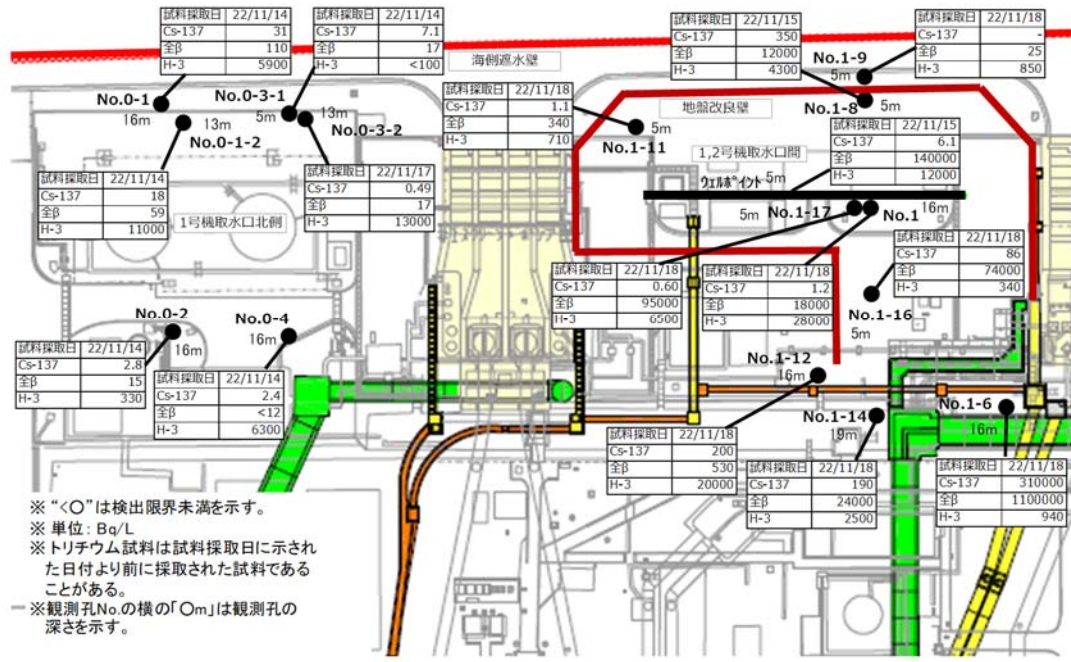 試料採取日 22/11/14
Cs-137 31
全β 110
H-3 5900
試料採取日 22/11/14
Cs-137 7.1
全β 17
H-3 <100
海側遮水壁
試料採取日 22/11/15
Cs-137 350
全β 12000
H-3 4300
試料採取日 22/11/18
Cs-137 -
全β 25
H-3 850
No.0-1
16m
No.0-1-2
13m
No.0-3-1
5m
No.0-3-2
13m
試料採取日 22/11/18
Cs-137 1.1
全β 340
H-3 710
No.1-11
5m
地盤改良壁
No.1-9
5m
No.1-8
5m
1,2号機取水口間
試料採取日 22/11/15
Cs-137 6.1
全β 140000
H-3 12000
試料採取日 22/11/14
Cs-137 18
全β 59
H-3 11000
1号機取水口北側
試料採取日 22/11/17
Cs-137 0.49
全β 17
H-3 13000
ウェルポイント 5m
5m No.1-17
No.1 16m
試料採取日 22/11/18
Cs-137 0.60
全β 95000
H-3 6500
試料採取日 22/11/18
Cs-137 1.2
全β 18000
H-3 28000
試料採取日 22/11/18
Cs-137 86
全β 74000
H-3 340
No.1-16
5m
No.0-2
16m
No.0-4
16m
試料採取日 22/11/14
Cs-137 2.8
全β 15
H-3 330
試料採取日 22/11/14
Cs-137 2.4
全β <12
H-3 6300
No.1-12
16m
No.1-14
19m
No.1-6
16m
試料採取日 22/11/18
Cs-137 200
全β 530
H-3 20000
試料採取日 22/11/18
Cs-137 190
全β 24000
H-3 2500
試料採取日 22/11/18
Cs-137 310000
全β 1100000
H-3 940
※ “<○”は検出限界未満を示す。
※ 単位: Bq/L
※トリチウム試料は試料採取日に示され
た日付より前に採取された試料である
ことがある。
※観測孔No.の横の「○m」は観測孔の
深さを示す。